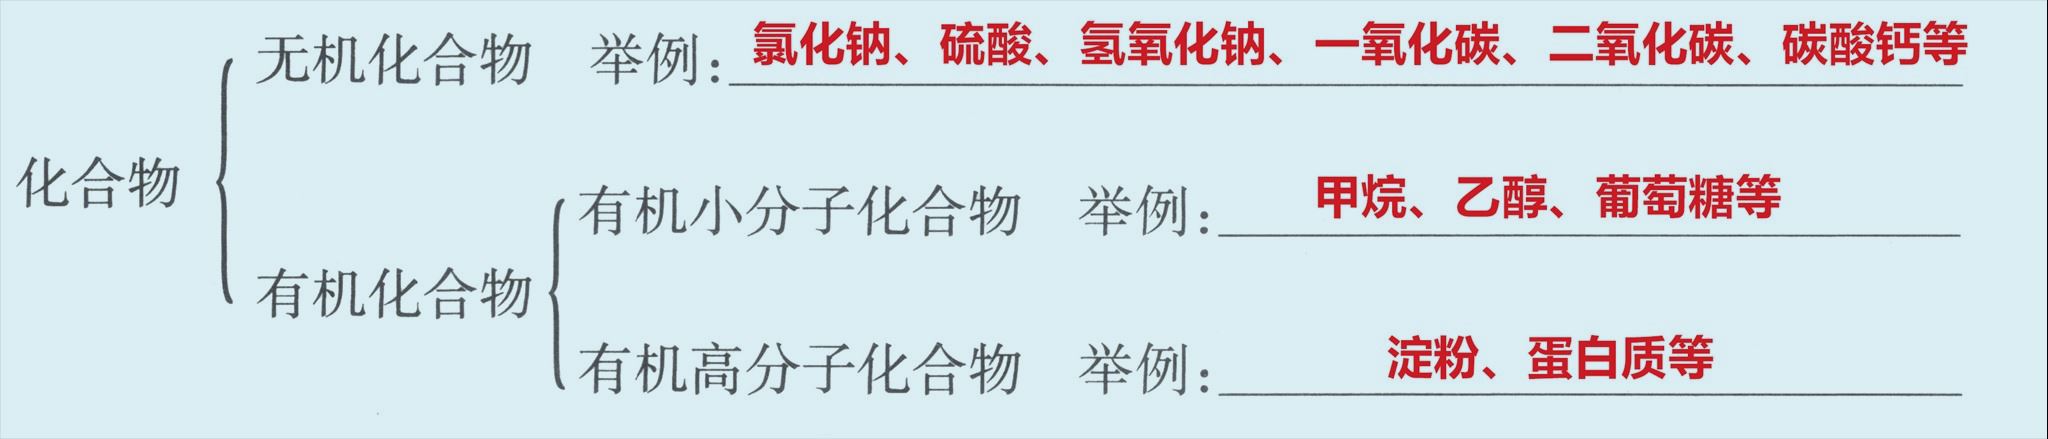 无机化合物 举例：氯化钠、硫酸、氢氧化钠、一氧化碳、二氧化碳、碳酸钙等
化合物
有机小分子化合物 举例：甲烷、乙醇、葡萄糖等
有机化合物
有机高分子化合物 举例：淀粉、蛋白质等